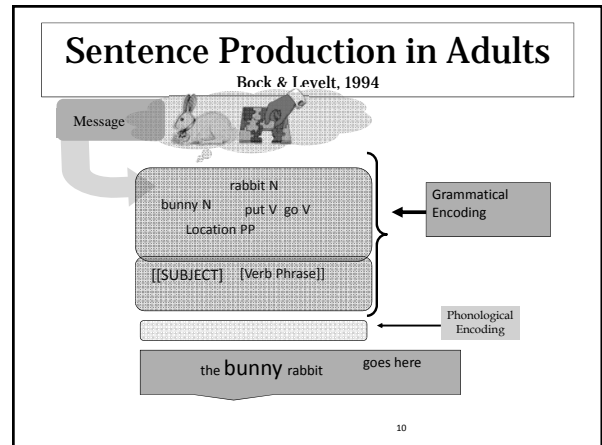 Sentence Production in Adults
Bock & Levelt, 1994
Message
rabbit N
bunny N
put V go V
Location PP
Grammatical
Encoding
[[SUBJECT] [Verb Phrase]]
Phonological
Encoding
the bunny rabbit goes here
10